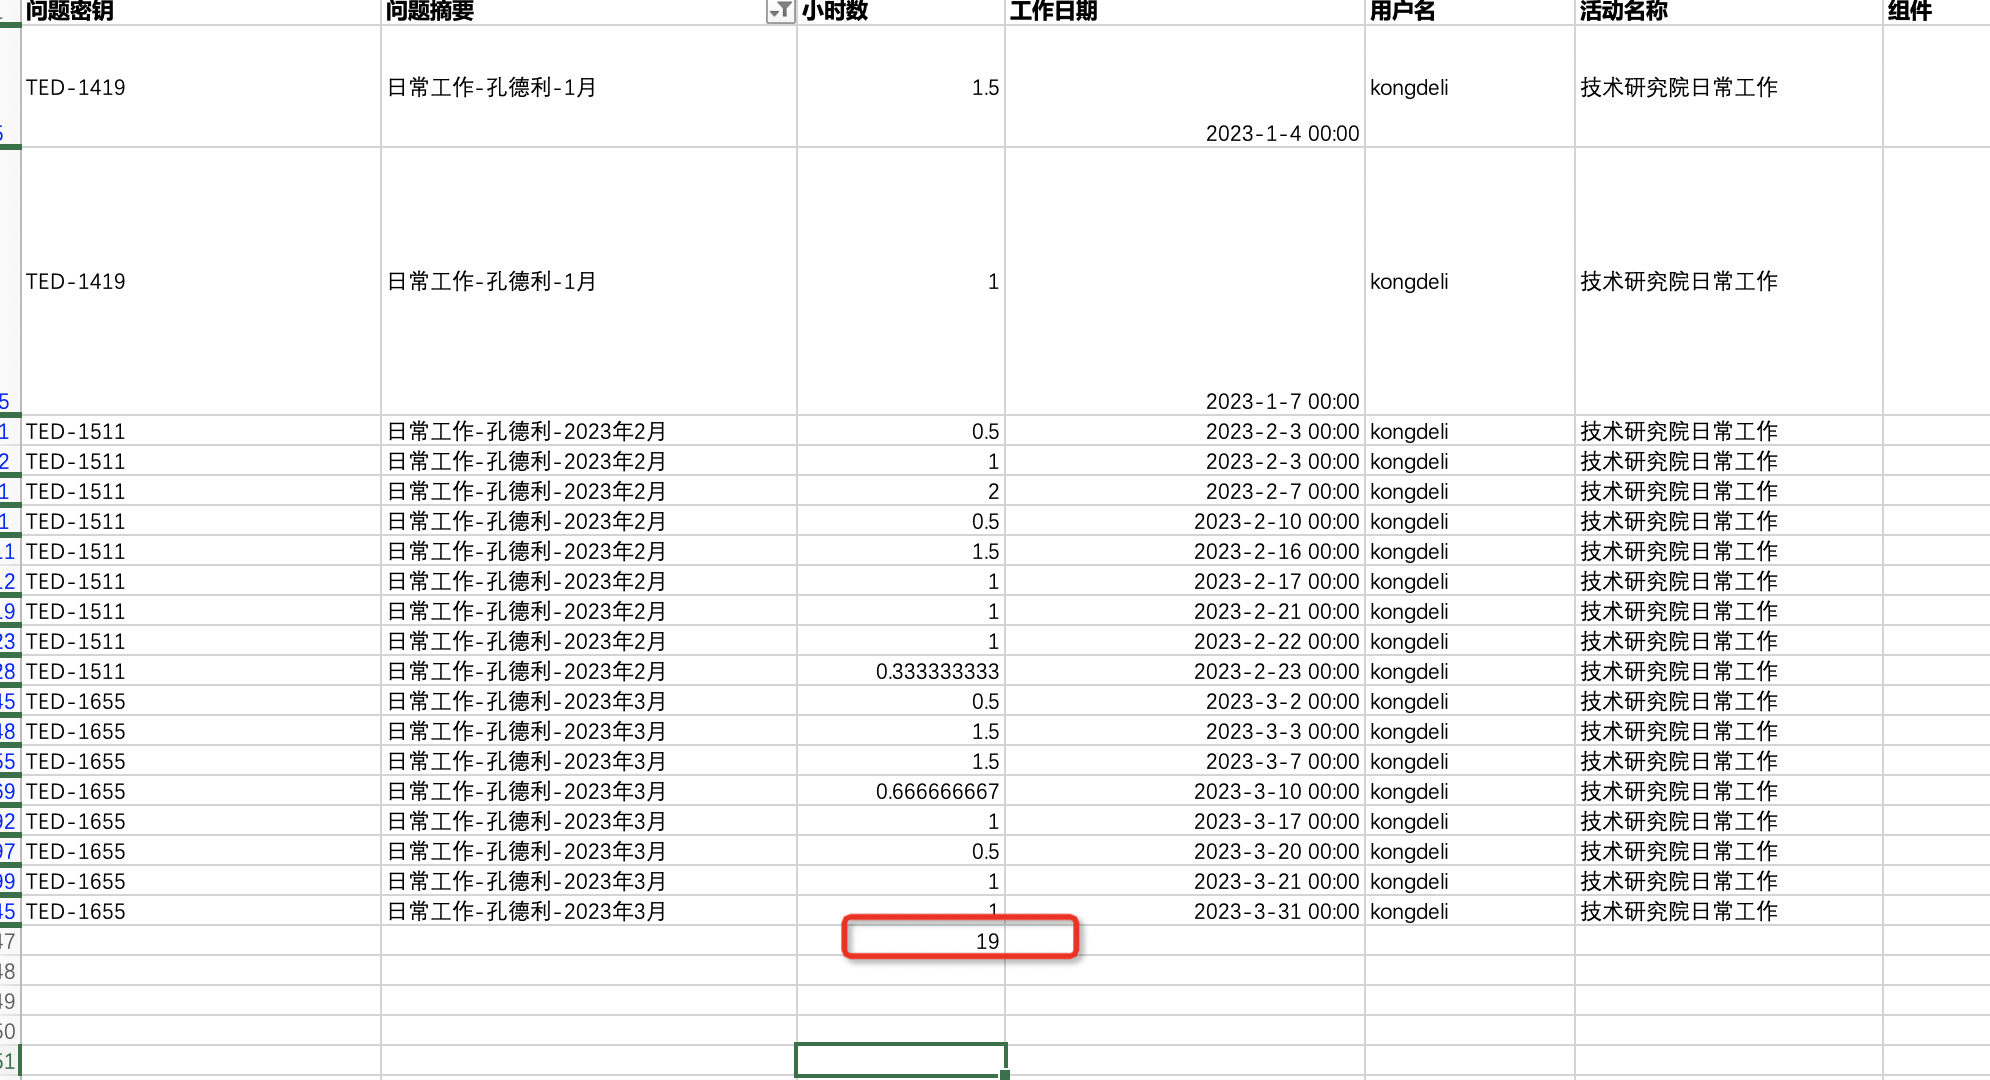 问题密钥 问题摘要 小时数 工作日期 用户名 活动名称 组件
TED-1419 日常工作-孔德利-1月 1.5 kongdeli 技术研究院日常工作
5 2023-1-4 00:00
TED-1419 日常工作-孔德利-1月 1 kongdeli 技术研究院日常工作
5 2023-1-7 00:00
1 TED-1511 日常工作-孔德利-2023年2月 0.5 2023-2-3 00:00 kongdeli 技术研究院日常工作
2 TED-1511 日常工作-孔德利-2023年2月 1 2023-2-3 00:00 kongdeli 技术研究院日常工作
1 TED-1511 日常工作-孔德利-2023年2月 2 2023-2-7 00:00 kongdeli 技术研究院日常工作
1 TED-1511 日常工作-孔德利-2023年2月 0.5 2023-2-10 00:00 kongdeli 技术研究院日常工作
11 TED-1511 日常工作-孔德利-2023年2月 1.5 2023-2-16 00:00 kongdeli 技术研究院日常工作
12 TED-1511 日常工作-孔德利-2023年2月 1 2023-2-17 00:00 kongdeli 技术研究院日常工作
19 TED-1511 日常工作-孔德利-2023年2月 1 2023-2-21 00:00 kongdeli 技术研究院日常工作
23 TED-1511 日常工作-孔德利-2023年2月 1 2023-2-22 00:00 kongdeli 技术研究院日常工作
28 TED-1511 日常工作-孔德利-2023年2月 0.333333333 2023-2-23 00:00 kongdeli 技术研究院日常工作
45 TED-1655 日常工作-孔德利-2023年3月 0.5 2023-3-2 00:00 kongdeli 技术研究院日常工作
48 TED-1655 日常工作-孔德利-2023年3月 1.5 2023-3-3 00:00 kongdeli 技术研究院日常工作
55 TED-1655 日常工作-孔德利-2023年3月 1.5 2023-3-7 00:00 kongdeli 技术研究院日常工作
69 TED-1655 日常工作-孔德利-2023年3月 0.666666667 2023-3-10 00:00 kongdeli 技术研究院日常工作
92 TED-1655 日常工作-孔德利-2023年3月 1 2023-3-17 00:00 kongdeli 技术研究院日常工作
97 TED-1655 日常工作-孔德利-2023年3月 0.5 2023-3-20 00:00 kongdeli 技术研究院日常工作
99 TED-1655 日常工作-孔德利-2023年3月 1 2023-3-21 00:00 kongdeli 技术研究院日常工作
45 TED-1655 日常工作-孔德利-2023年3月 1 2023-3-31 00:00 kongdeli 技术研究院日常工作
47 19
48
49
50
51